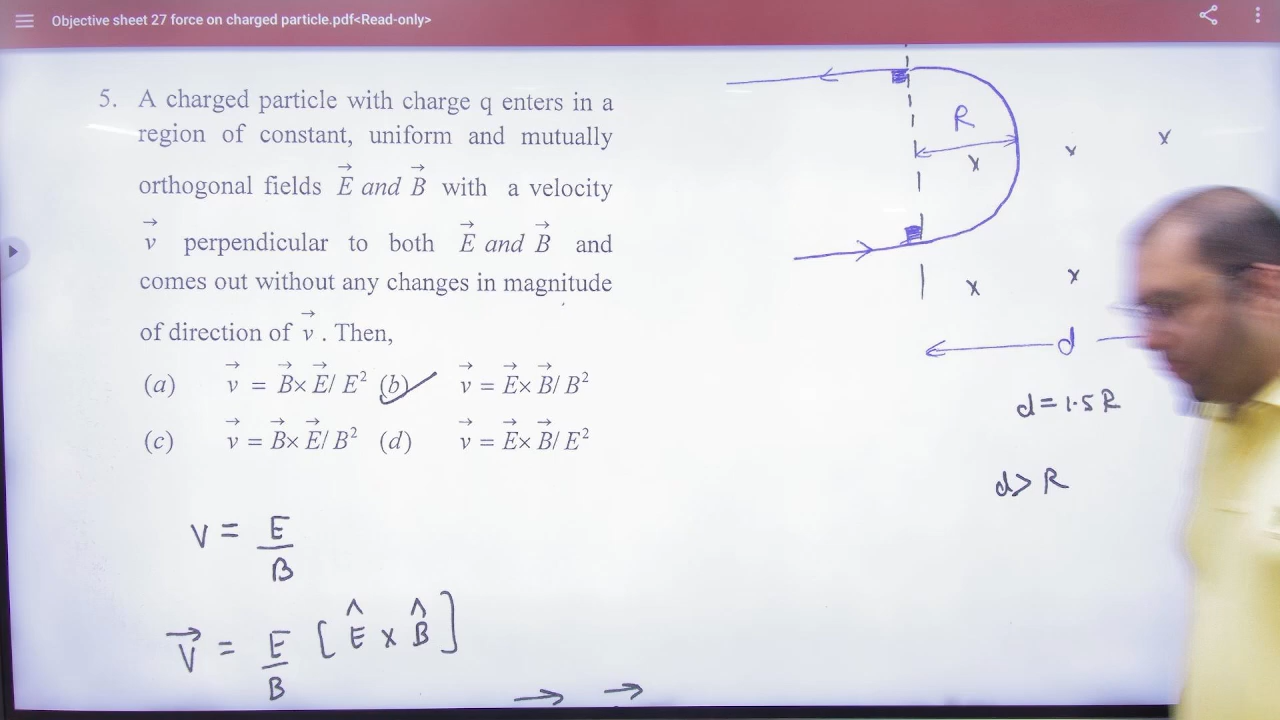 Objective sheet 27 force on charged particle.pdf<Read-only>
5. A charged particle with charge q enters in a
region of constant, uniform and mutually
orthogonal fields E⃗ and B⃗ with a velocity
v⃗ perpendicular to both E⃗ and B⃗ and
comes out without any changes in magnitude
of direction of v⃗ . Then,
(a) v⃗ = B⃗ × E⃗ / E² (b) v⃗ = E⃗ × B⃗ / B²
(c) v⃗ = B⃗ × E⃗ / B² (d) v⃗ = E⃗ × B⃗ / E²
V = E/B
V⃗ = E/B [Ê × B̂]
R
x x x
x x
d
d = 1.5 R
d > R